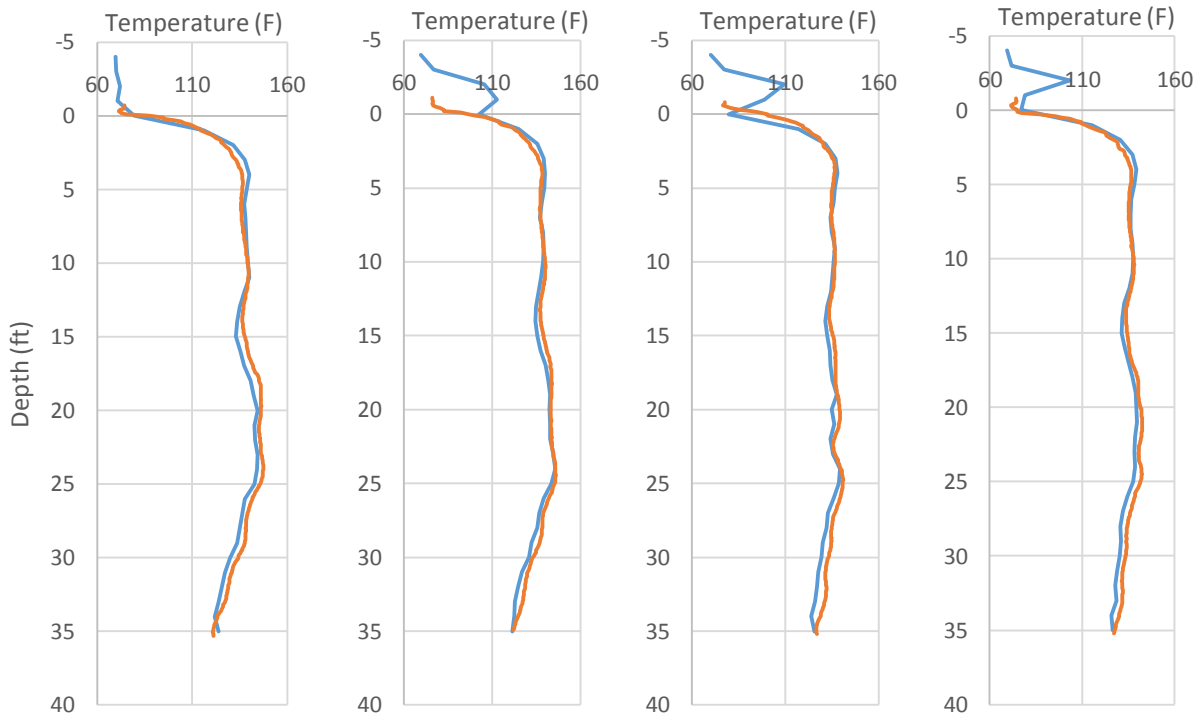 Temperature (F) Temperature (F) Temperature (F) Temperature (F)
-5 -5 -5 -5
60 110 160 60 110 160 60 110 160 60 110 160
0 0 0 0
5 5 5 5
10 10 10 10
15 15 15 15
Depth (ft)
20 20 20 20
25 25 25 25
30 30 30 30
35 35 35 35
40 40 40 40